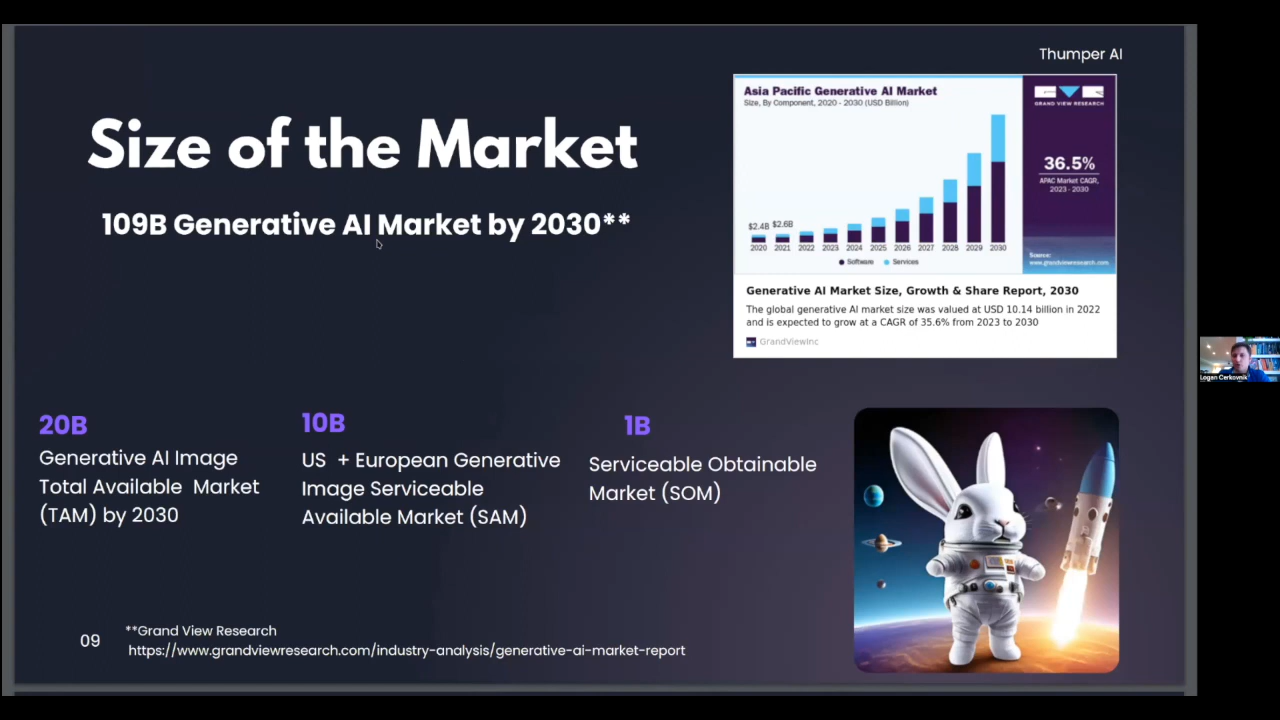 Thumper AI
Size of the Market
109B Generative AI Market by 2030**
Asia Pacific Generative AI Market
Size, By Component, 2020 - 2030 (USD Billion)
$2.4B $2.6B
2020 2021 2022 2023 2024 2025 2026 2027 2028 2029 2030
Software Services
GRAND VIEW RESEARCH
36.5%
APAC Market CAGR,
2023 - 2030
Source:
www.grandviewresearch.com
Generative AI Market Size, Growth & Share Report, 2030
The global generative AI market size was valued at USD 10.14 billion in 2022
and is expected to grow at a CAGR of 35.6% from 2023 to 2030
GrandViewInc
20B
Generative AI Image
Total Available Market
(TAM) by 2030
10B
US + European Generative
Image Serviceable
Available Market (SAM)
1B
Serviceable Obtainable
Market (SOM)
09
**Grand View Research
https://www.grandviewresearch.com/industry-analysis/generative-ai-market-report
Logan Cerkovnik